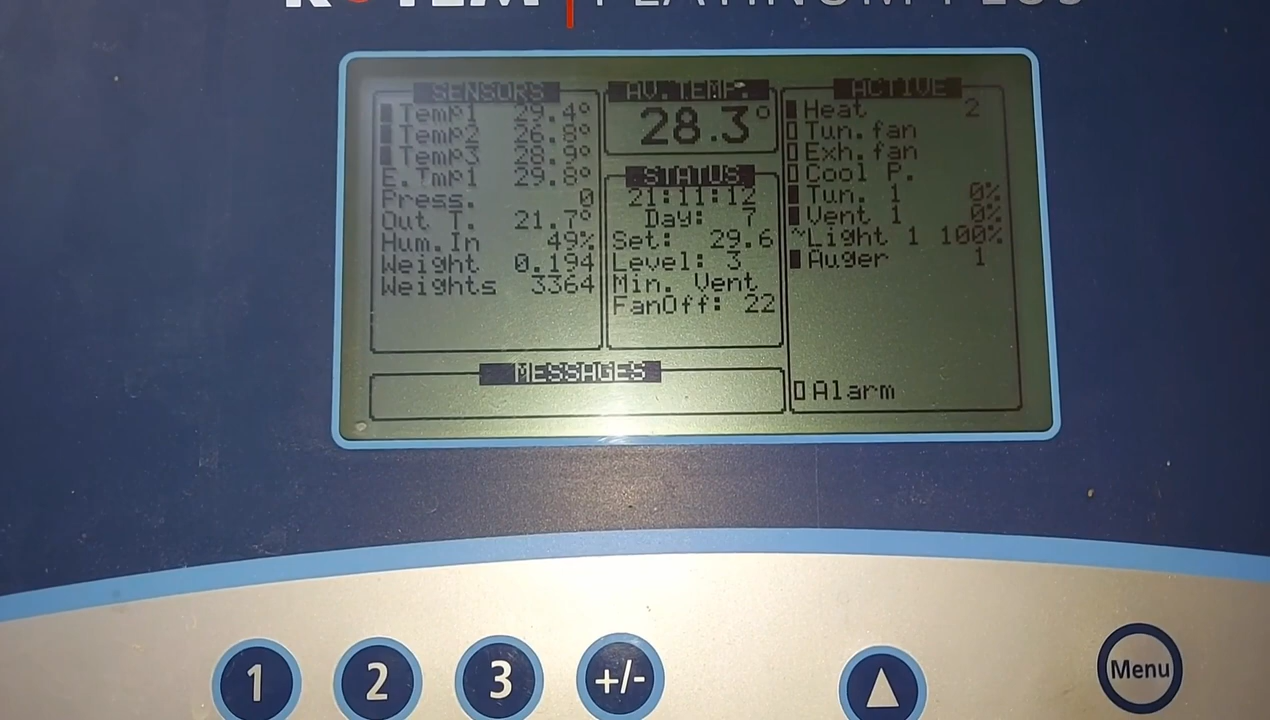 PLATINUM PLUS
SENSORS
Temp1 29.4°
Temp2 26.8°
Temp3 28.9°
E.Tmp1 29.8°
Press. 0
Out T. 21.7°
Hum.In 49%
Weight 0.194
Weights 3364
AV.TEMP.
28.3°
STATUS
21:11:12
Day: 7
Set: 29.6
Level: 3
Min. Vent
FanOff: 22
ACTIVE
Heat 2
Tun.fan
Exh.fan
Cool P.
Tun. 1 0%
Vent 1 0%
~Light 1 100%
Auger 1
Alarm
MESSAGES
1
2
3
+/-
Menu